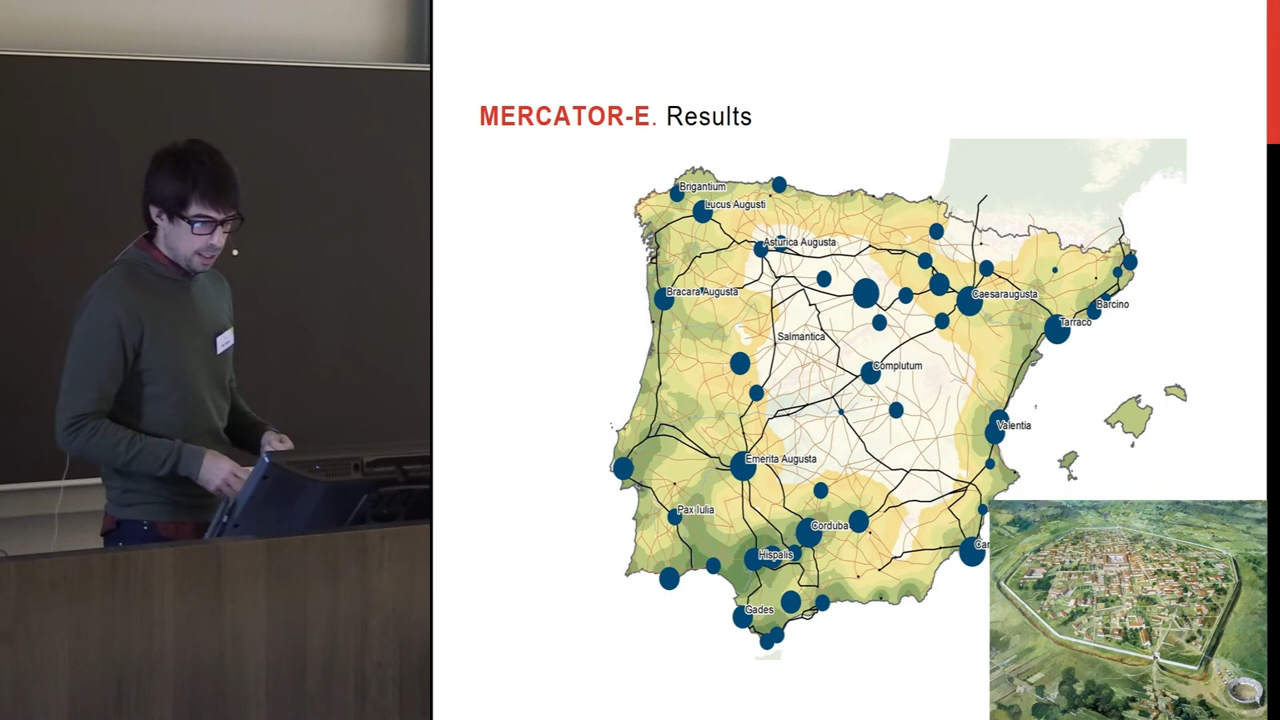 MERCATOR-E. Results
Brigantium
Lucus Augusti
Asturica Augusta
Bracara Augusta
Caesaraugusta
Barcino
Tarraco
Salmantica
Complutum
Valentia
Emerita Augusta
Pax Iulia
Corduba
Car
Hispalis
Gades